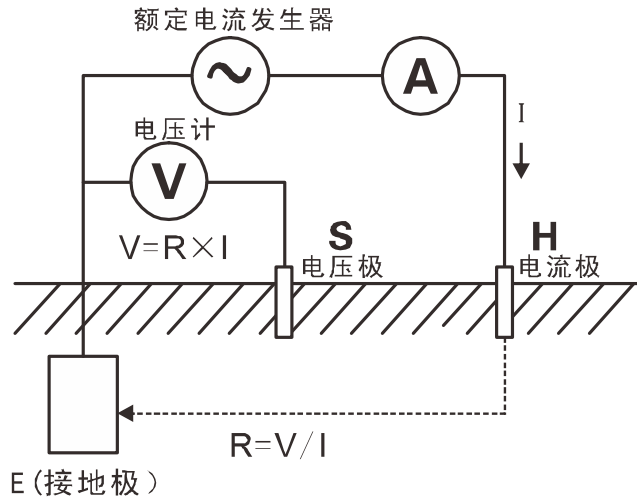 额定电流发生器
A
I
电压计
V
V=R×I
S
电压极
H
电流极
R=V/I
E(接地极)